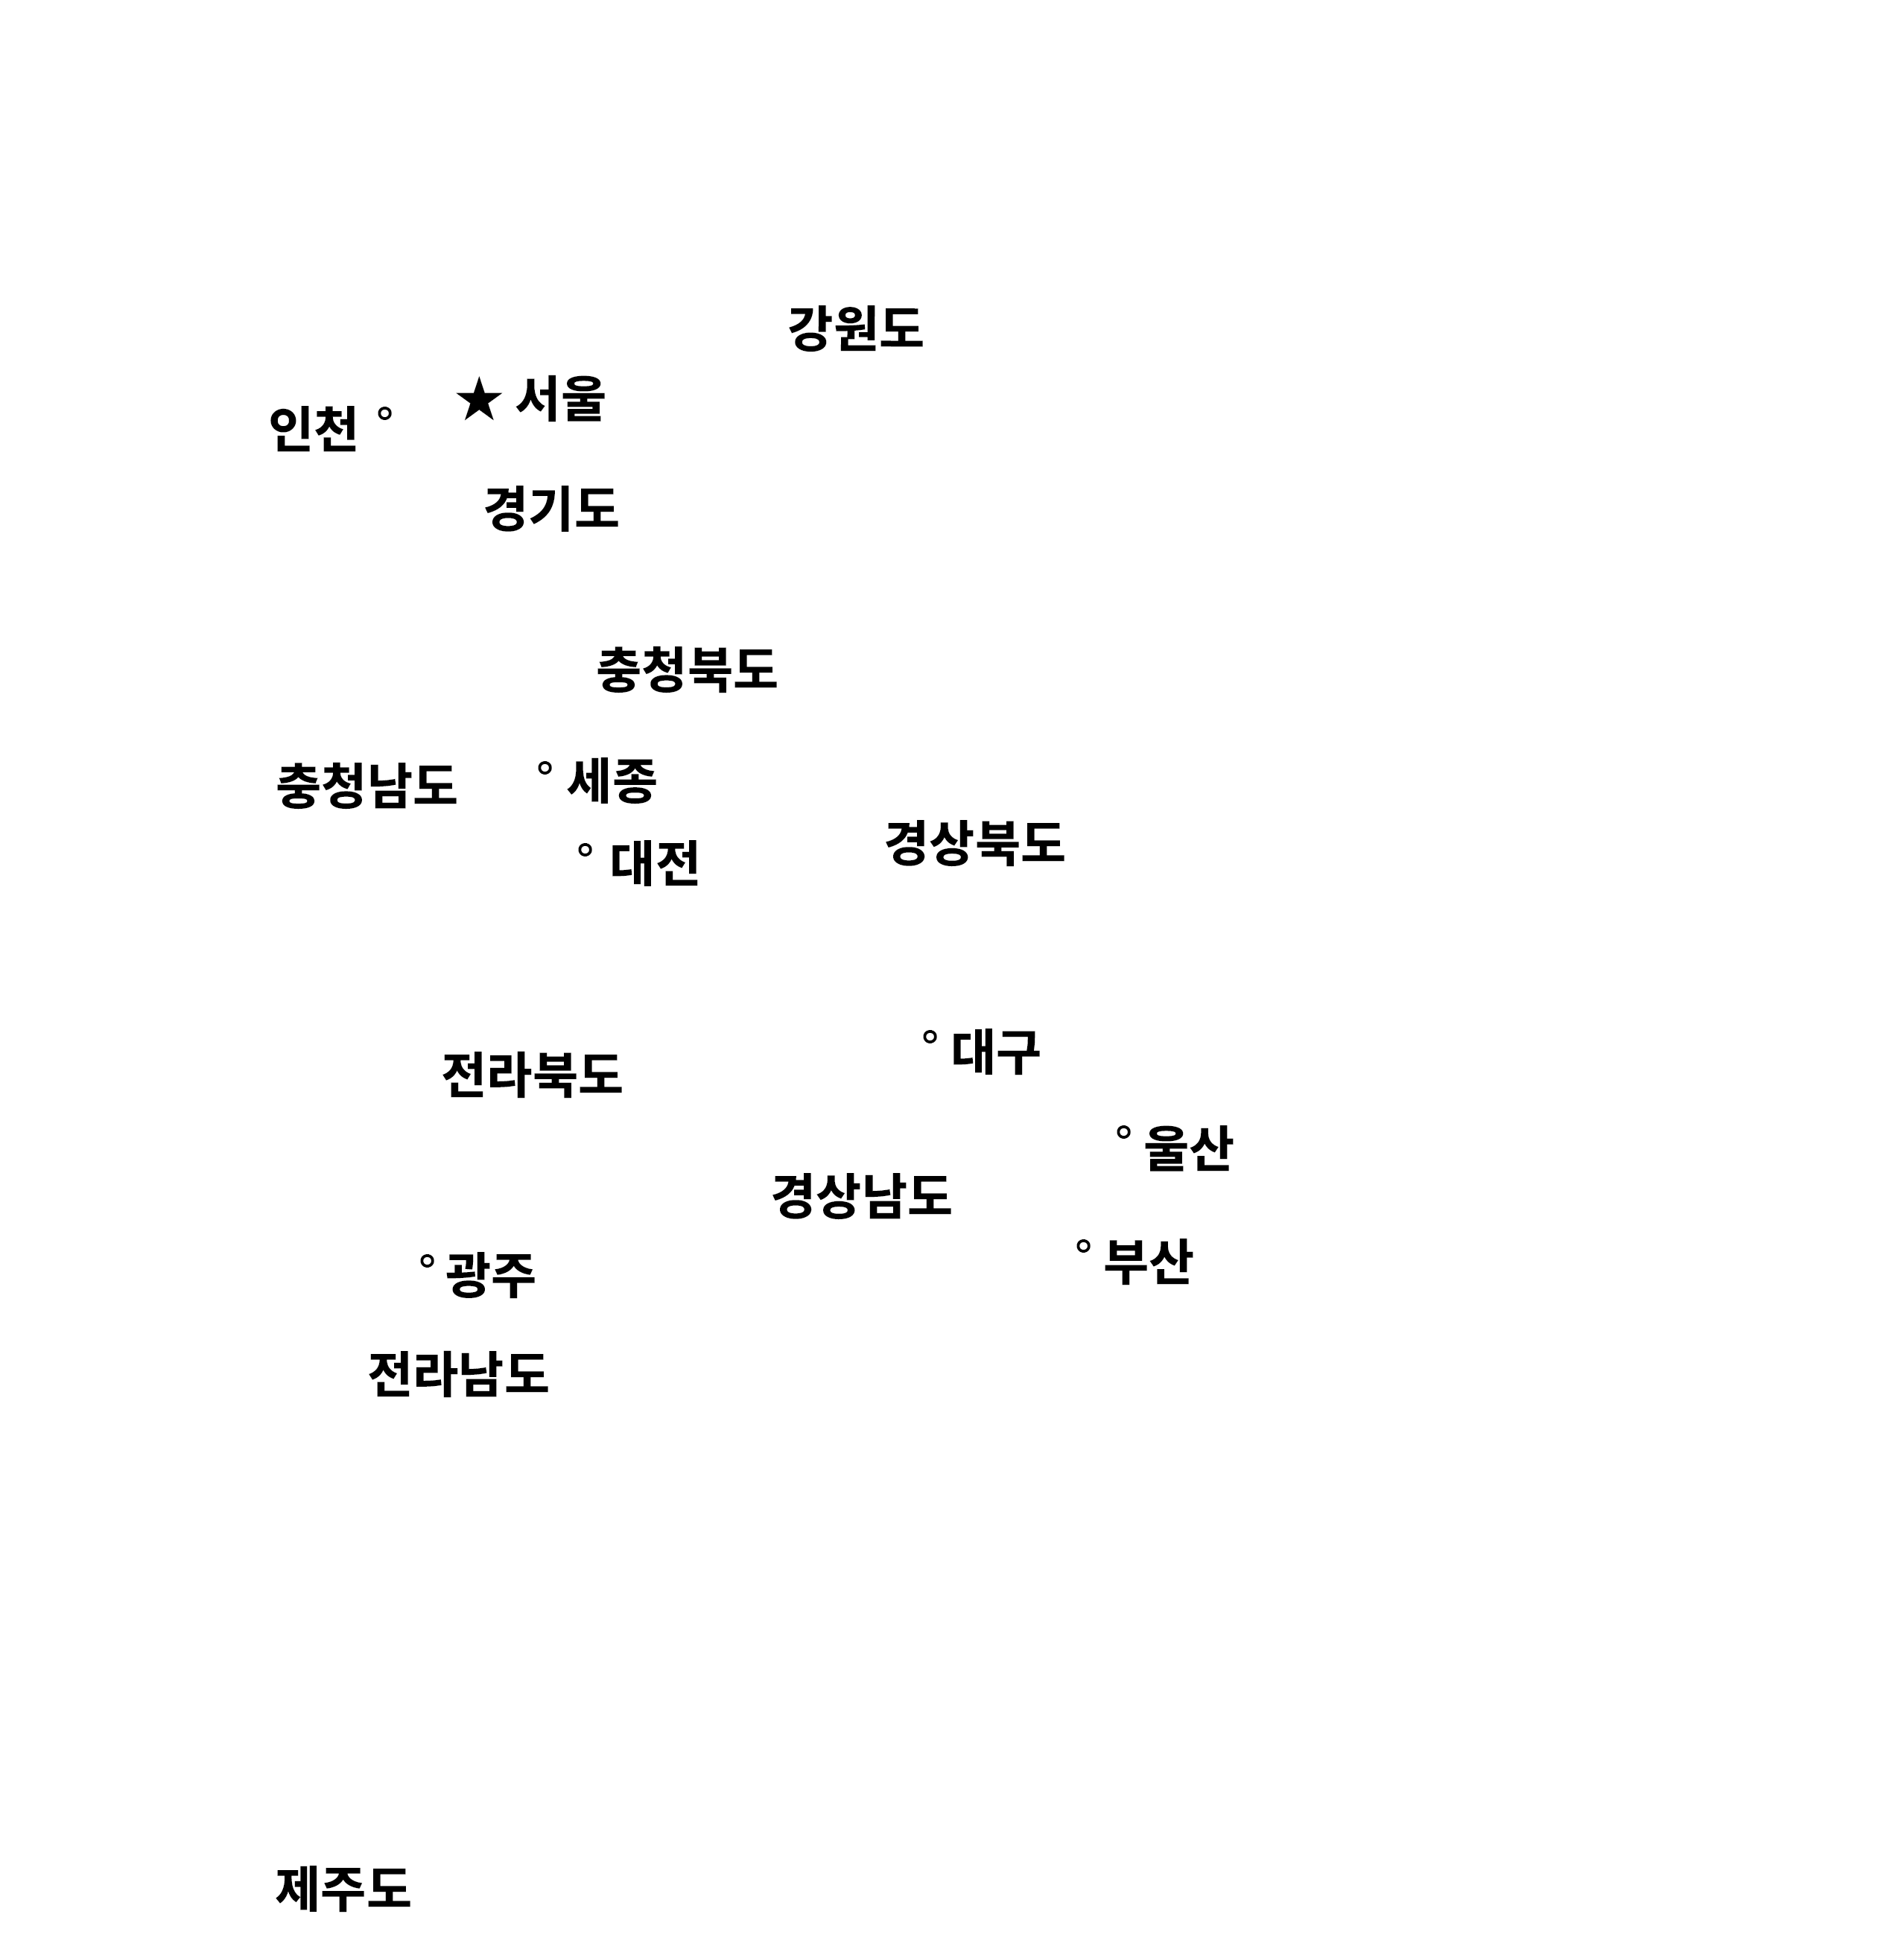 강원도
★ 서울
인천 °
경기도
충청북도
충청남도
° 세종
° 대전
경상북도
° 대구
전라북도
° 울산
경상남도
° 부산
° 광주
전라남도
제주도